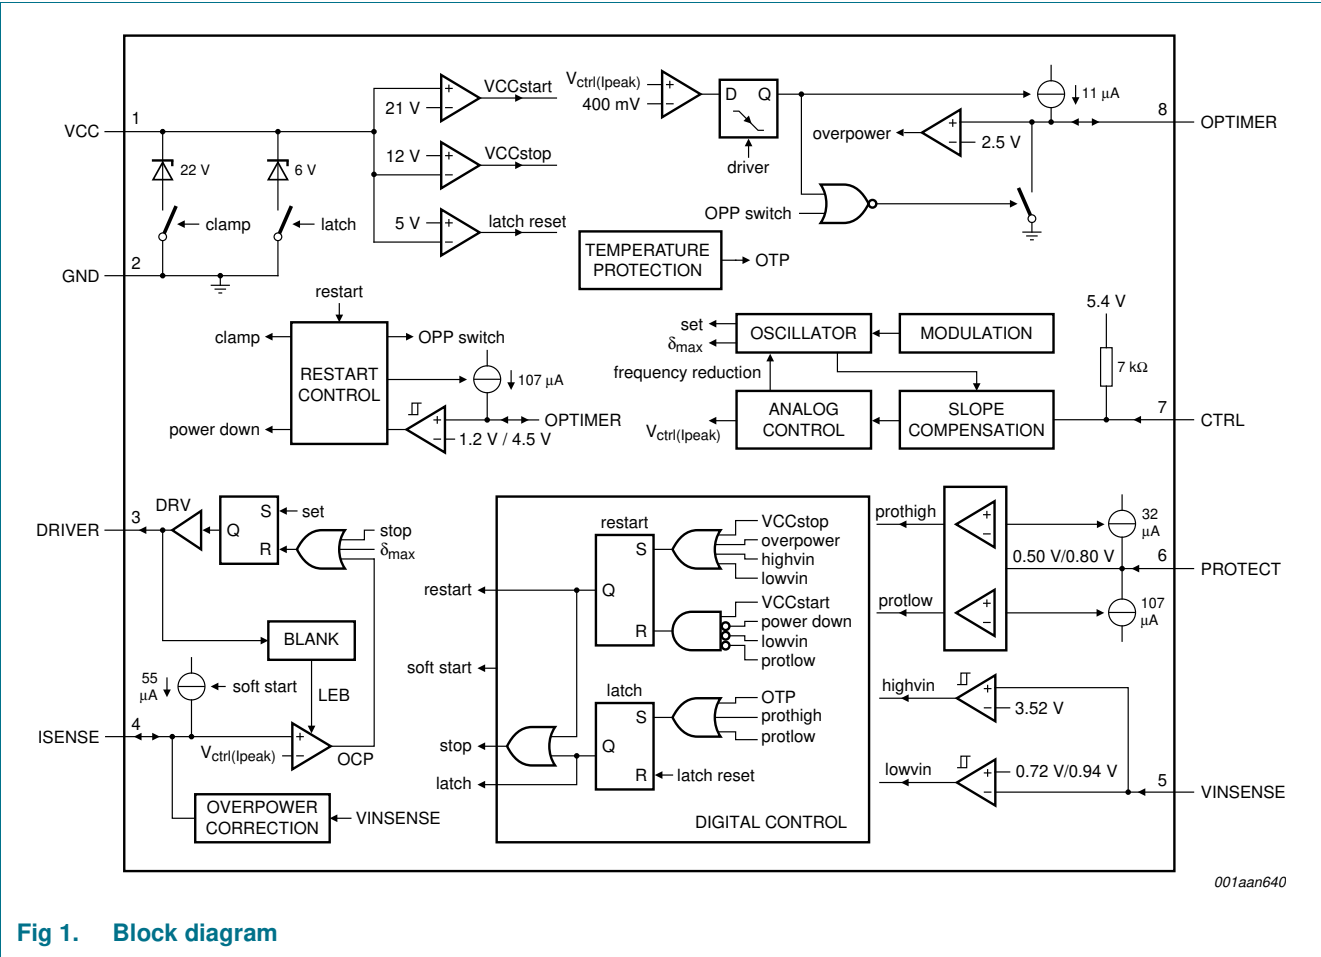 VCC
1
22 V
6 V
clamp
latch
GND
2
21 V
VCCstart
12 V
VCCstop
5 V
latch reset
Vctrl(Ipeak)
400 mV
D Q
driver
overpower
2.5 V
11 µA
8
OPTIMER
OPP switch
TEMPERATURE
PROTECTION
OTP
restart
clamp
OPP switch
RESTART
CONTROL
107 µA
power down
OPTIMER
1.2 V / 4.5 V
set
δmax
OSCILLATOR
MODULATION
frequency reduction
Vctrl(Ipeak)
ANALOG
CONTROL
SLOPE
COMPENSATION
5.4 V
7 kΩ
7
CTRL
DRIVER
3
DRV
S
Q
R
set
stop
δmax
BLANK
LEB
55
µA
soft start
4
ISENSE
Vctrl(Ipeak)
OCP
OVERPOWER
CORRECTION
VINSENSE
restart
S
Q
R
VCCstop
overpower
highvin
lowvin
VCCstart
power down
lowvin
protlow
restart
soft start
latch
S
Q
R
OTP
prothigh
protlow
latch reset
stop
latch
DIGITAL CONTROL
prothigh
32
µA
0.50 V/0.80 V
6
PROTECT
protlow
107
µA
highvin
3.52 V
lowvin
0.72 V/0.94 V
5
VINSENSE
001aan640
Fig 1. Block diagram